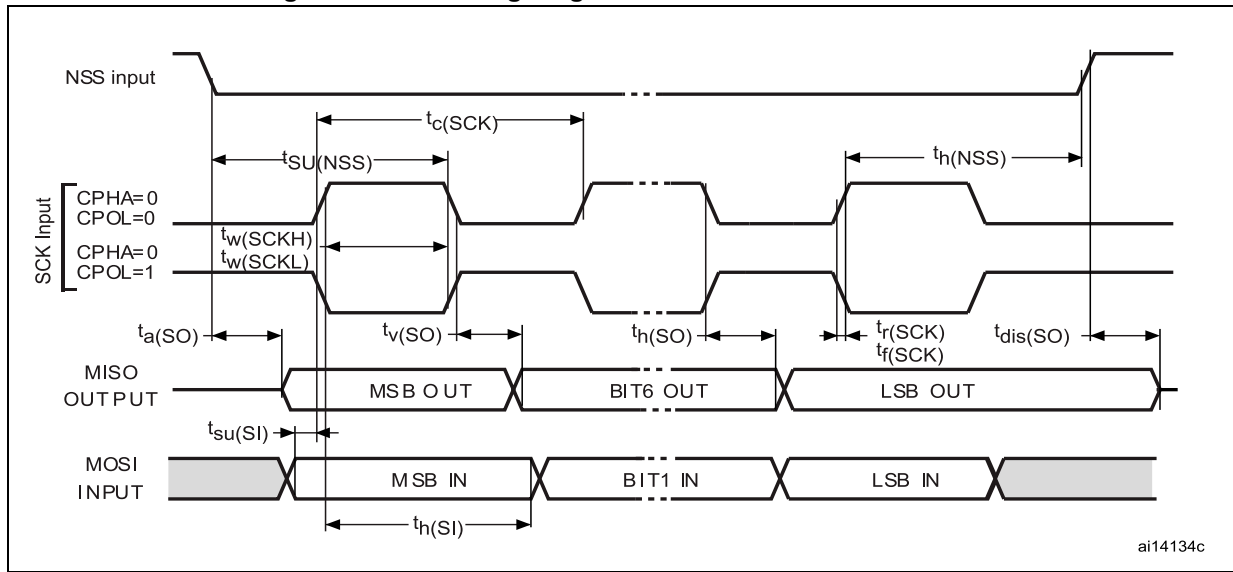 NSS input
tc(SCK)
tSU(NSS)
th(NSS)
SCK Input
CPHA=0
CPOL=0
tw(SCKH)
CPHA=0
tw(SCKL)
CPOL=1
ta(SO)
tv(SO)
th(SO)
tr(SCK)
tf(SCK)
tdis(SO)
MISO
OUTPUT
MSB OUT
BIT6 OUT
LSB OUT
tsu(SI)
MOSI
INPUT
MSB IN
BIT1 IN
LSB IN
th(SI)
ai14134c